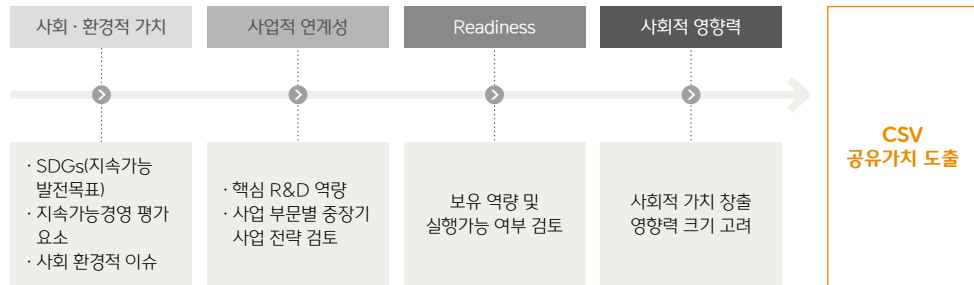 사회 · 환경적 가치
사업적 연계성
Readiness
사회적 영향력
· SDGs(지속가능
발전목표)
· 지속가능경영 평가
요소
· 사회 환경적 이슈
· 핵심 R&D 역량
· 사업 부문별 중장기
사업 전략 검토
보유 역량 및
실행가능 여부 검토
사회적 가치 창출
영향력 크기 고려
CSV
공유가치 도출